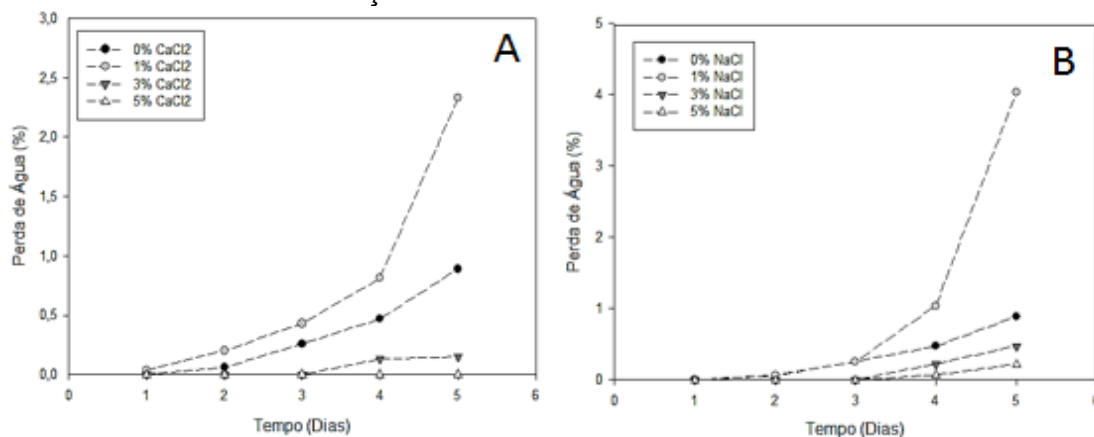 Ç
3,0
2,5
2,0
1,5
1,0
0,5
0,0
0 1 2 3 4 5 6
Perda de Água (%)
Tempo (Dias)
0% CaCl2
1% CaCl2
3% CaCl2
5% CaCl2
A
5
4
3
2
1
0
0 1 2 3 4 5 6
Perda de Água (%)
Tempo (Dias)
0% NaCl
1% NaCl
3% NaCl
5% NaCl
B